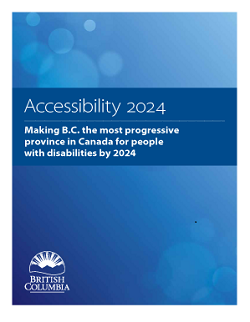 Accessibility 2024
Making B.C. the most progressive
province in Canada for people
with disabilities by 2024
BRITISH
COLUMBIA